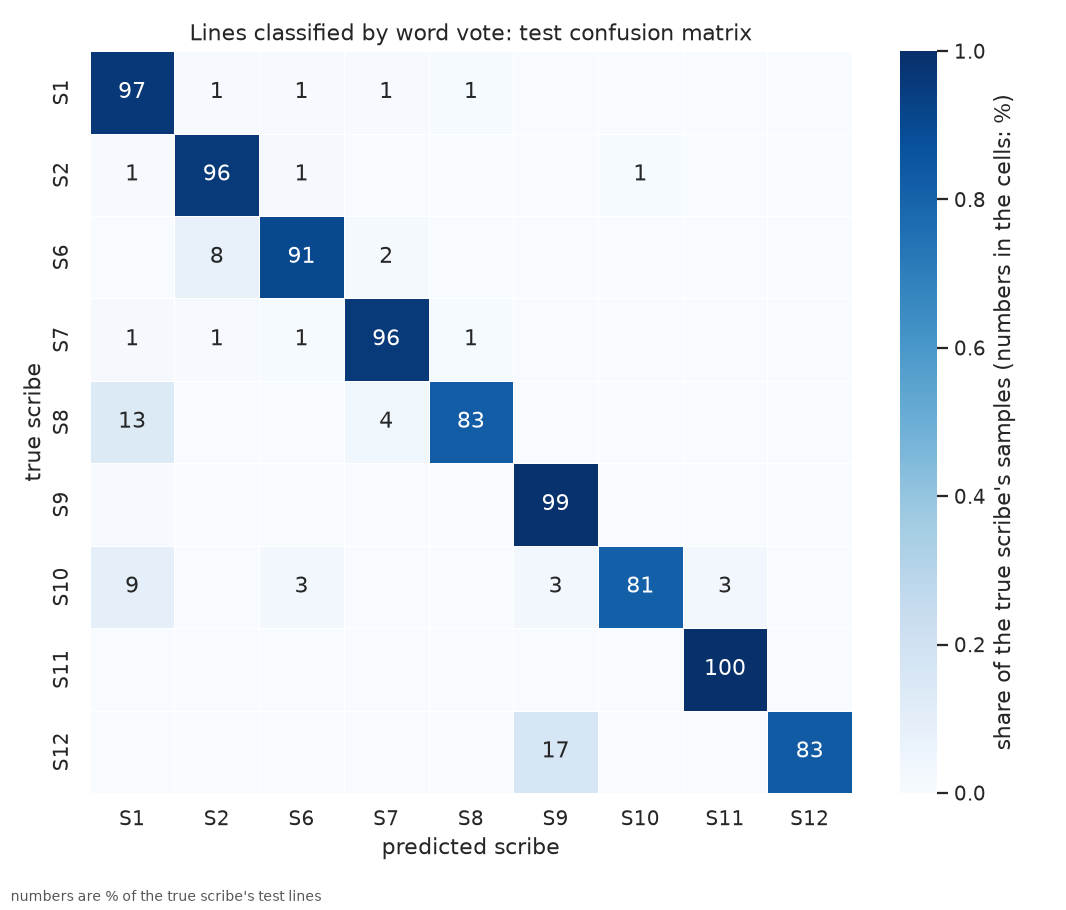 Lines classified by word vote: test confusion matrix
S1 97 1 1 1 1
S2 1 96 1 1
S6 8 91 2
S7 1 1 1 96 1
S8 13 4 83
S9 99
S10 9 3 3 81 3
S11 100
S12 17 83
S1 S2 S6 S7 S8 S9 S10 S11 S12
predicted scribe
true scribe
1.0
0.8
0.6
0.4
0.2
0.0
share of the true scribe's samples (numbers in the cells: %)
numbers are % of the true scribe's test lines